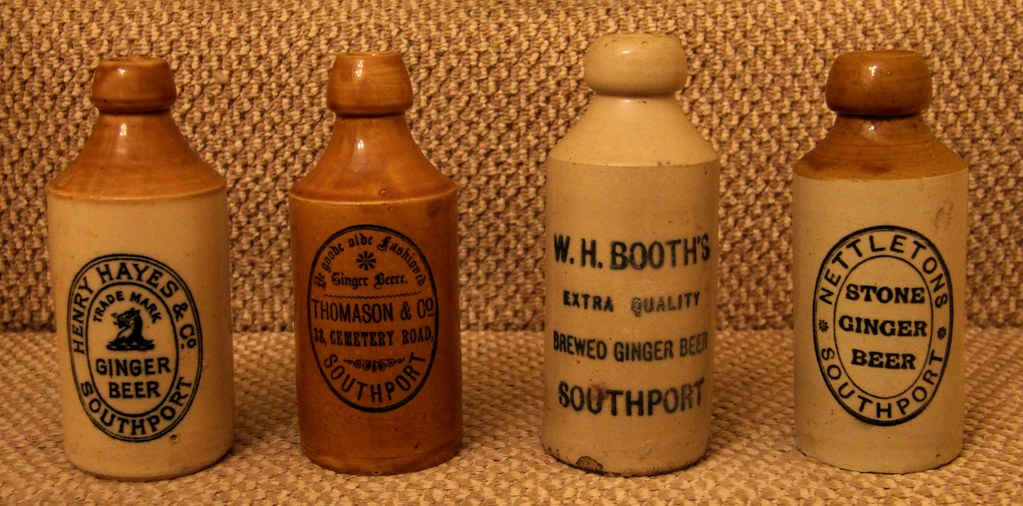 HENRY HAYES & Co
TRADE MARK
GINGER
BEER
SOUTHPORT
Ye goode olde Fashioned
Ginger Beere.
THOMASON & Co
38, CEMETERY ROAD,
SOUTHPORT
W. H. BOOTH'S
EXTRA QUALITY
BREWED GINGER BEER
SOUTHPORT
NETTLETONS
STONE
GINGER
BEER
SOUTHPORT